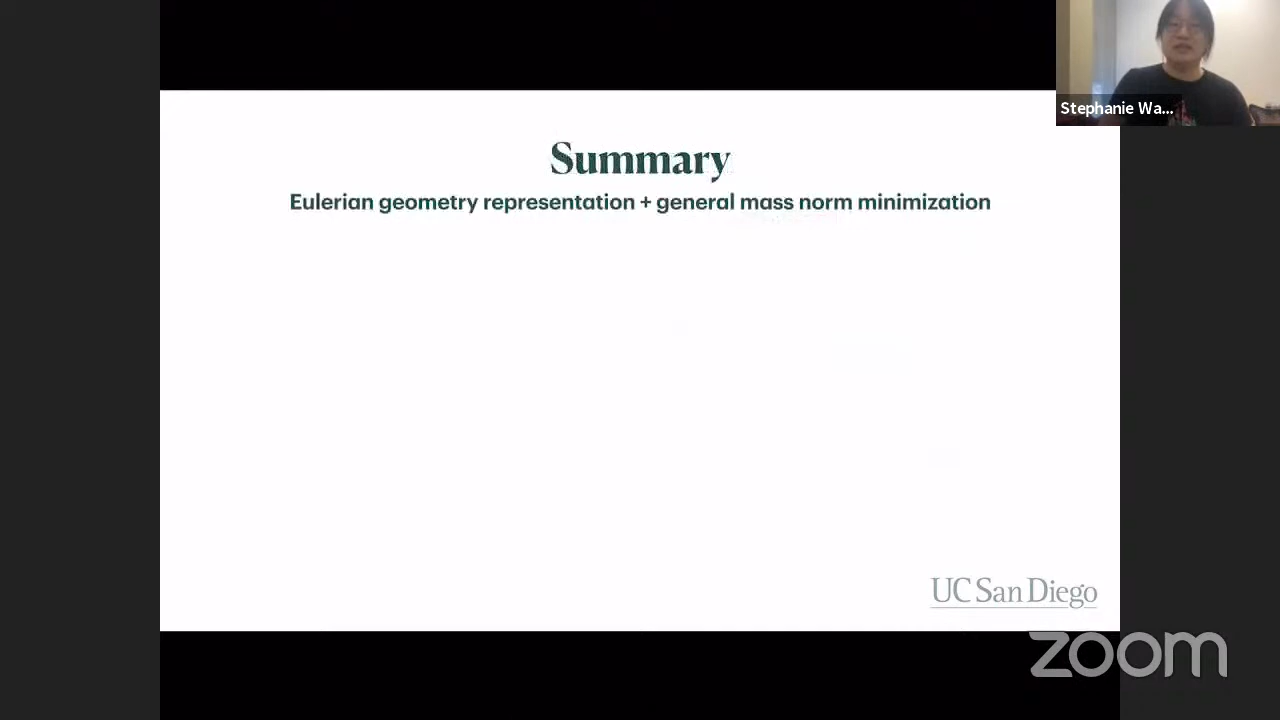 Stephanie Wa...
Summary
Eulerian geometry representation + general mass norm minimization
UC San Diego
zoom